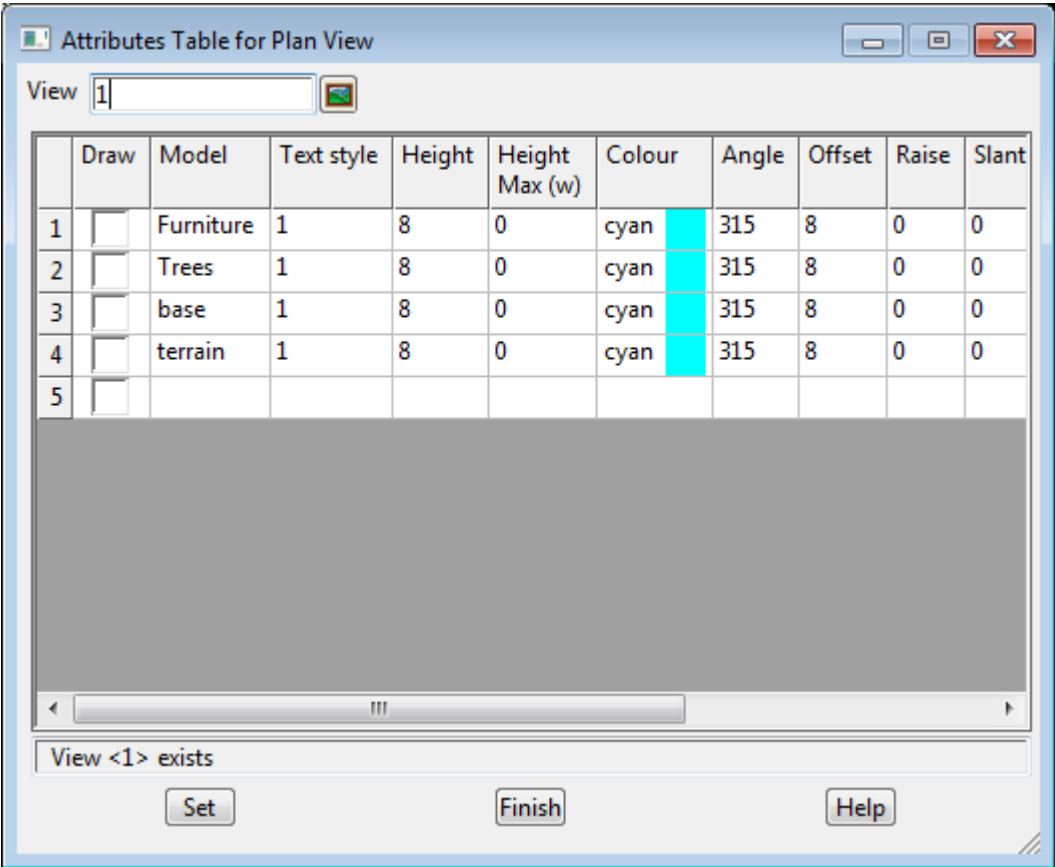 Attributes Table for Plan View
View 1
Draw Model Text style Height Height Max (w) Colour Angle Offset Raise Slant
1 Furniture 1 8 0 cyan 315 8 0 0
2 Trees 1 8 0 cyan 315 8 0 0
3 base 1 8 0 cyan 315 8 0 0
4 terrain 1 8 0 cyan 315 8 0 0
5
View <1> exists
Set Finish Help